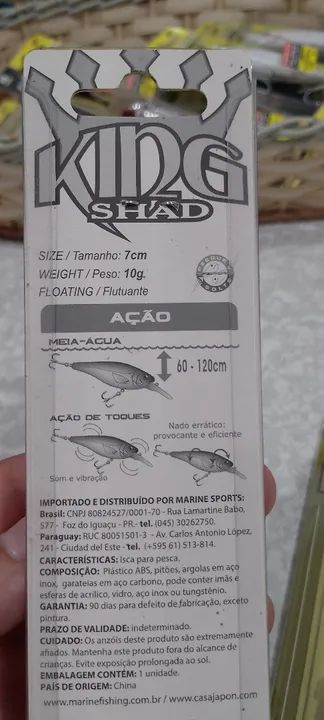 KING
SHAD
SIZE / Tamanho: 7cm
WEIGHT / Peso: 10g.
FLOATING / Flutuante
PESQUE E SOLTE
AÇÃO
MEIA-ÁGUA
60 - 120cm
AÇÃO DE TOQUES
Nado errático:
provocante e eficiente
Som e vibração
IMPORTADO E DISTRIBUÍDO POR MARINE SPORTS:
Brasil: CNPJ 80824527/0001-70 - Rua Lamartine Babo,
577 - Foz do Iguaçu - PR - tel. (045) 30262750.
Paraguay: RUC 80051501-3 - Av. Carlos Antonio López,
241 - Ciudad del Este - tel. (+595 61) 513-814.
CARACTERÍSTICAS: Isca para pesca.
COMPOSIÇÃO: Plástico ABS, pitões, argolas em aço
inox, garateias em aço carbono, pode conter imãs e
esferas de acrílico, vidro, aço inox ou tungstênio.
GARANTIA: 90 dias para defeito de fabricação, exceto
pintura.
PRAZO DE VALIDADE: indeterminado.
CUIDADO: Os anzóis deste produto são extremamente
afiados. Mantenha este produto fora do alcance de
crianças. Evite exposição prolongada ao sol.
EMBALAGEM CONTÉM: 1 unidade.
PAÍS DE ORIGEM: China
www.marinefishing.com.br / www.casajapon.com